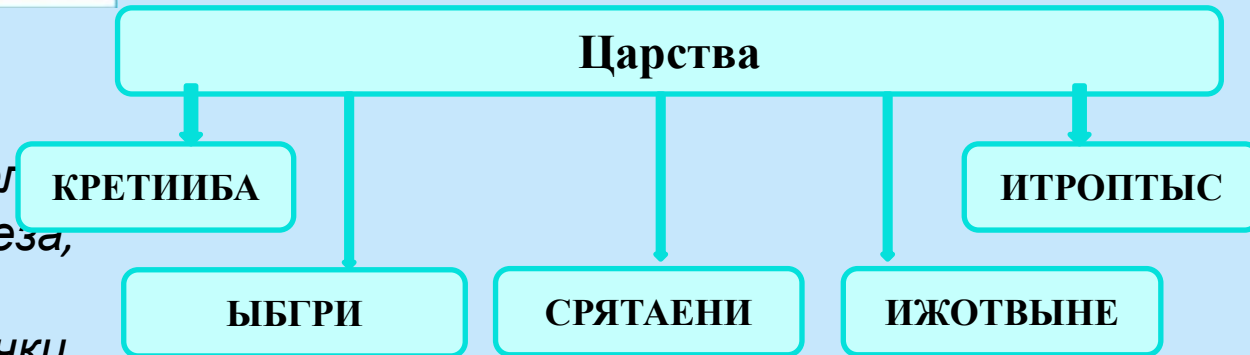 Царства
КРЕТИИБА
ИТРОПТЫС
ЫБГРИ
СРЯТАЕНИ
ИЖОТВЫНЕ